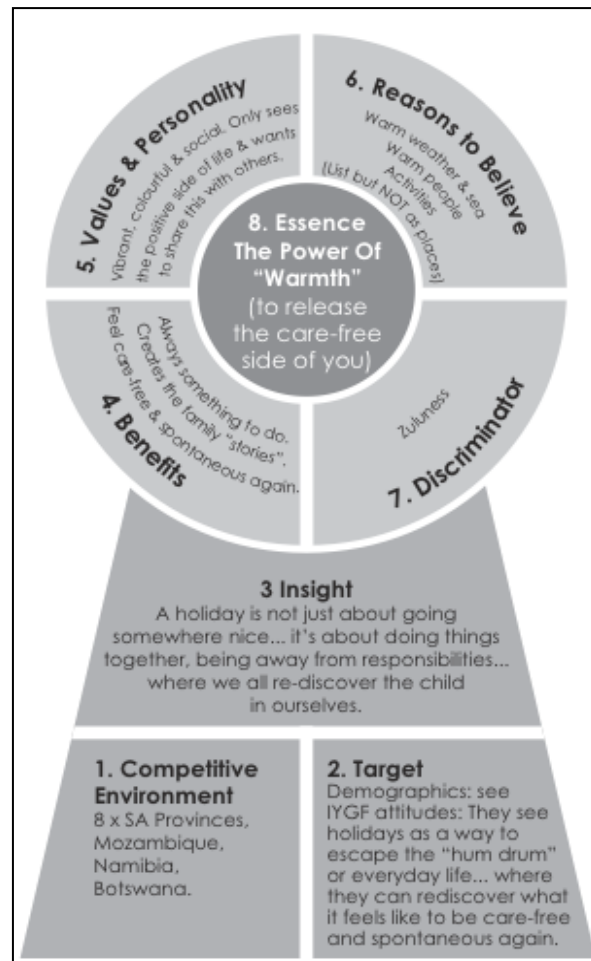 5. Values & Personality
Vibrant, colourful & social. Only sees
the positive side of life & wants
to share this with others.
6. Reasons to Believe
Warm weather & sea
Warm people
Activities
(List but NOT as places)
8. Essence
The Power Of
“Warmth”
(to release
the care-free
side of you)
Always something to do.
Creates the family “stories”.
Feel care-free & spontaneous again.
4. Benefits
Zuluness
7. Discriminator
3 Insight
A holiday is not just about going
somewhere nice... it’s about doing things
together, being away from responsibilities...
where we all re-discover the child
in ourselves.
1. Competitive
Environment
8 x SA Provinces,
Mozambique,
Namibia,
Botswana.
2. Target
Demographics: see
IYGF attitudes: They see
holidays as a way to
escape the “hum drum”
or everyday life... where
they can rediscover what
it feels like to be care-free
and spontaneous again.